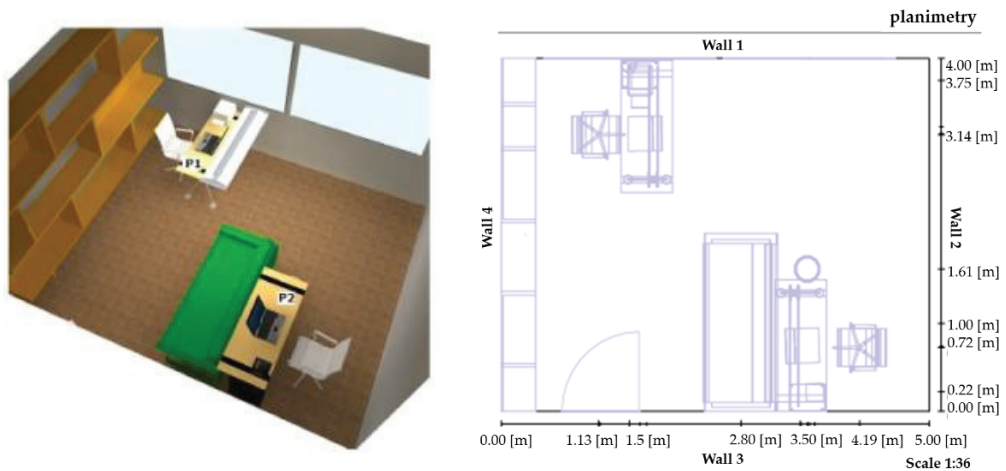 P1
P2
planimetry
Wall 1
4.00 [m]
3.75 [m]
3.14 [m]
Wall 4
Wall 2
1.61 [m]
1.00 [m]
0.72 [m]
0.22 [m]
0.00 [m]
0.00 [m] 1.13 [m] 1.5 [m] 2.80 [m] 3.50 [m] 4.19 [m] 5.00 [m]
Wall 3
Scale 1:36